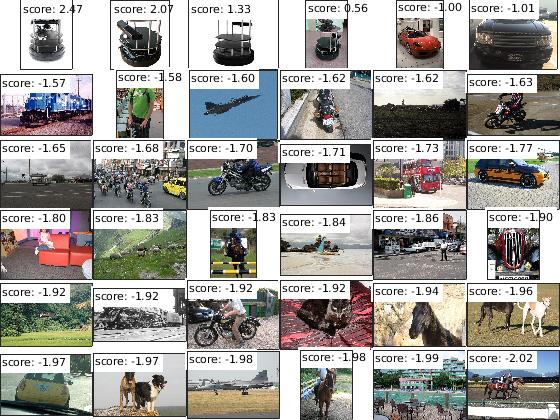 score: 2.47
score: 2.07
score: 1.33
score: 0.56
score: -1.00
score: -1.01
score: -1.57
score: -1.58
score: -1.60
score: -1.62
score: -1.62
score: -1.63
score: -1.65
score: -1.68
score: -1.70
score: -1.71
score: -1.73
score: -1.77
score: -1.80
score: -1.83
score: -1.83
score: -1.84
score: -1.86
score: -1.90
score: -1.92
score: -1.92
score: -1.92
score: -1.92
score: -1.94
score: -1.96
score: -1.97
score: -1.97
score: -1.98
score: -1.98
score: -1.99
score: -2.02